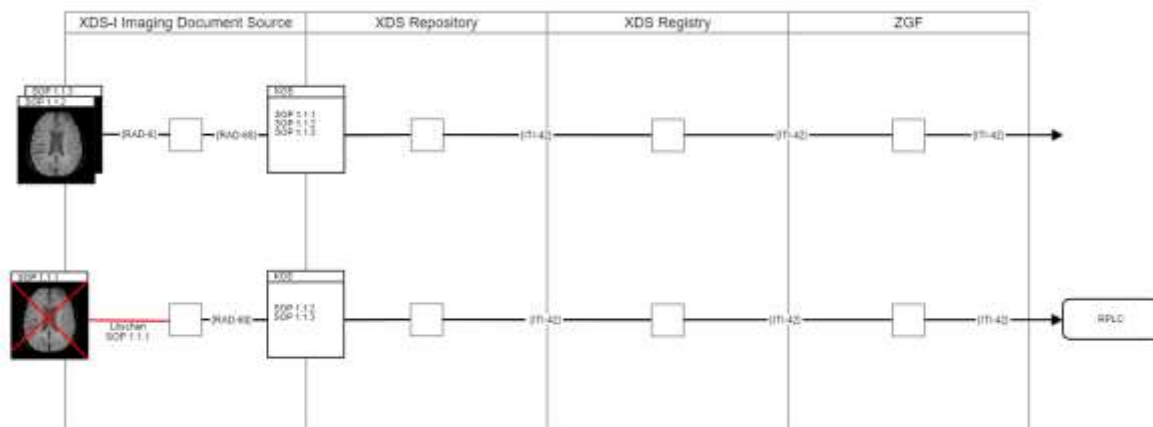 XDS-I Imaging Document Source
XDS Repository
XDS Registry
ZGF
SOP 1.1.3
SOP 1.1.2
[RAD-8]
[RAD-68]
KOS
SOP 1.1.1
SOP 1.1.2
SOP 1.1.3
[ITI-42]
[ITI-42]
[ITI-42]
SOP 1.1.1
Löschen
SOP 1.1.1
[RAD-68]
KOS
SOP 1.1.2
SOP 1.1.3
[ITI-42]
[ITI-42]
[ITI-42]
RPLC